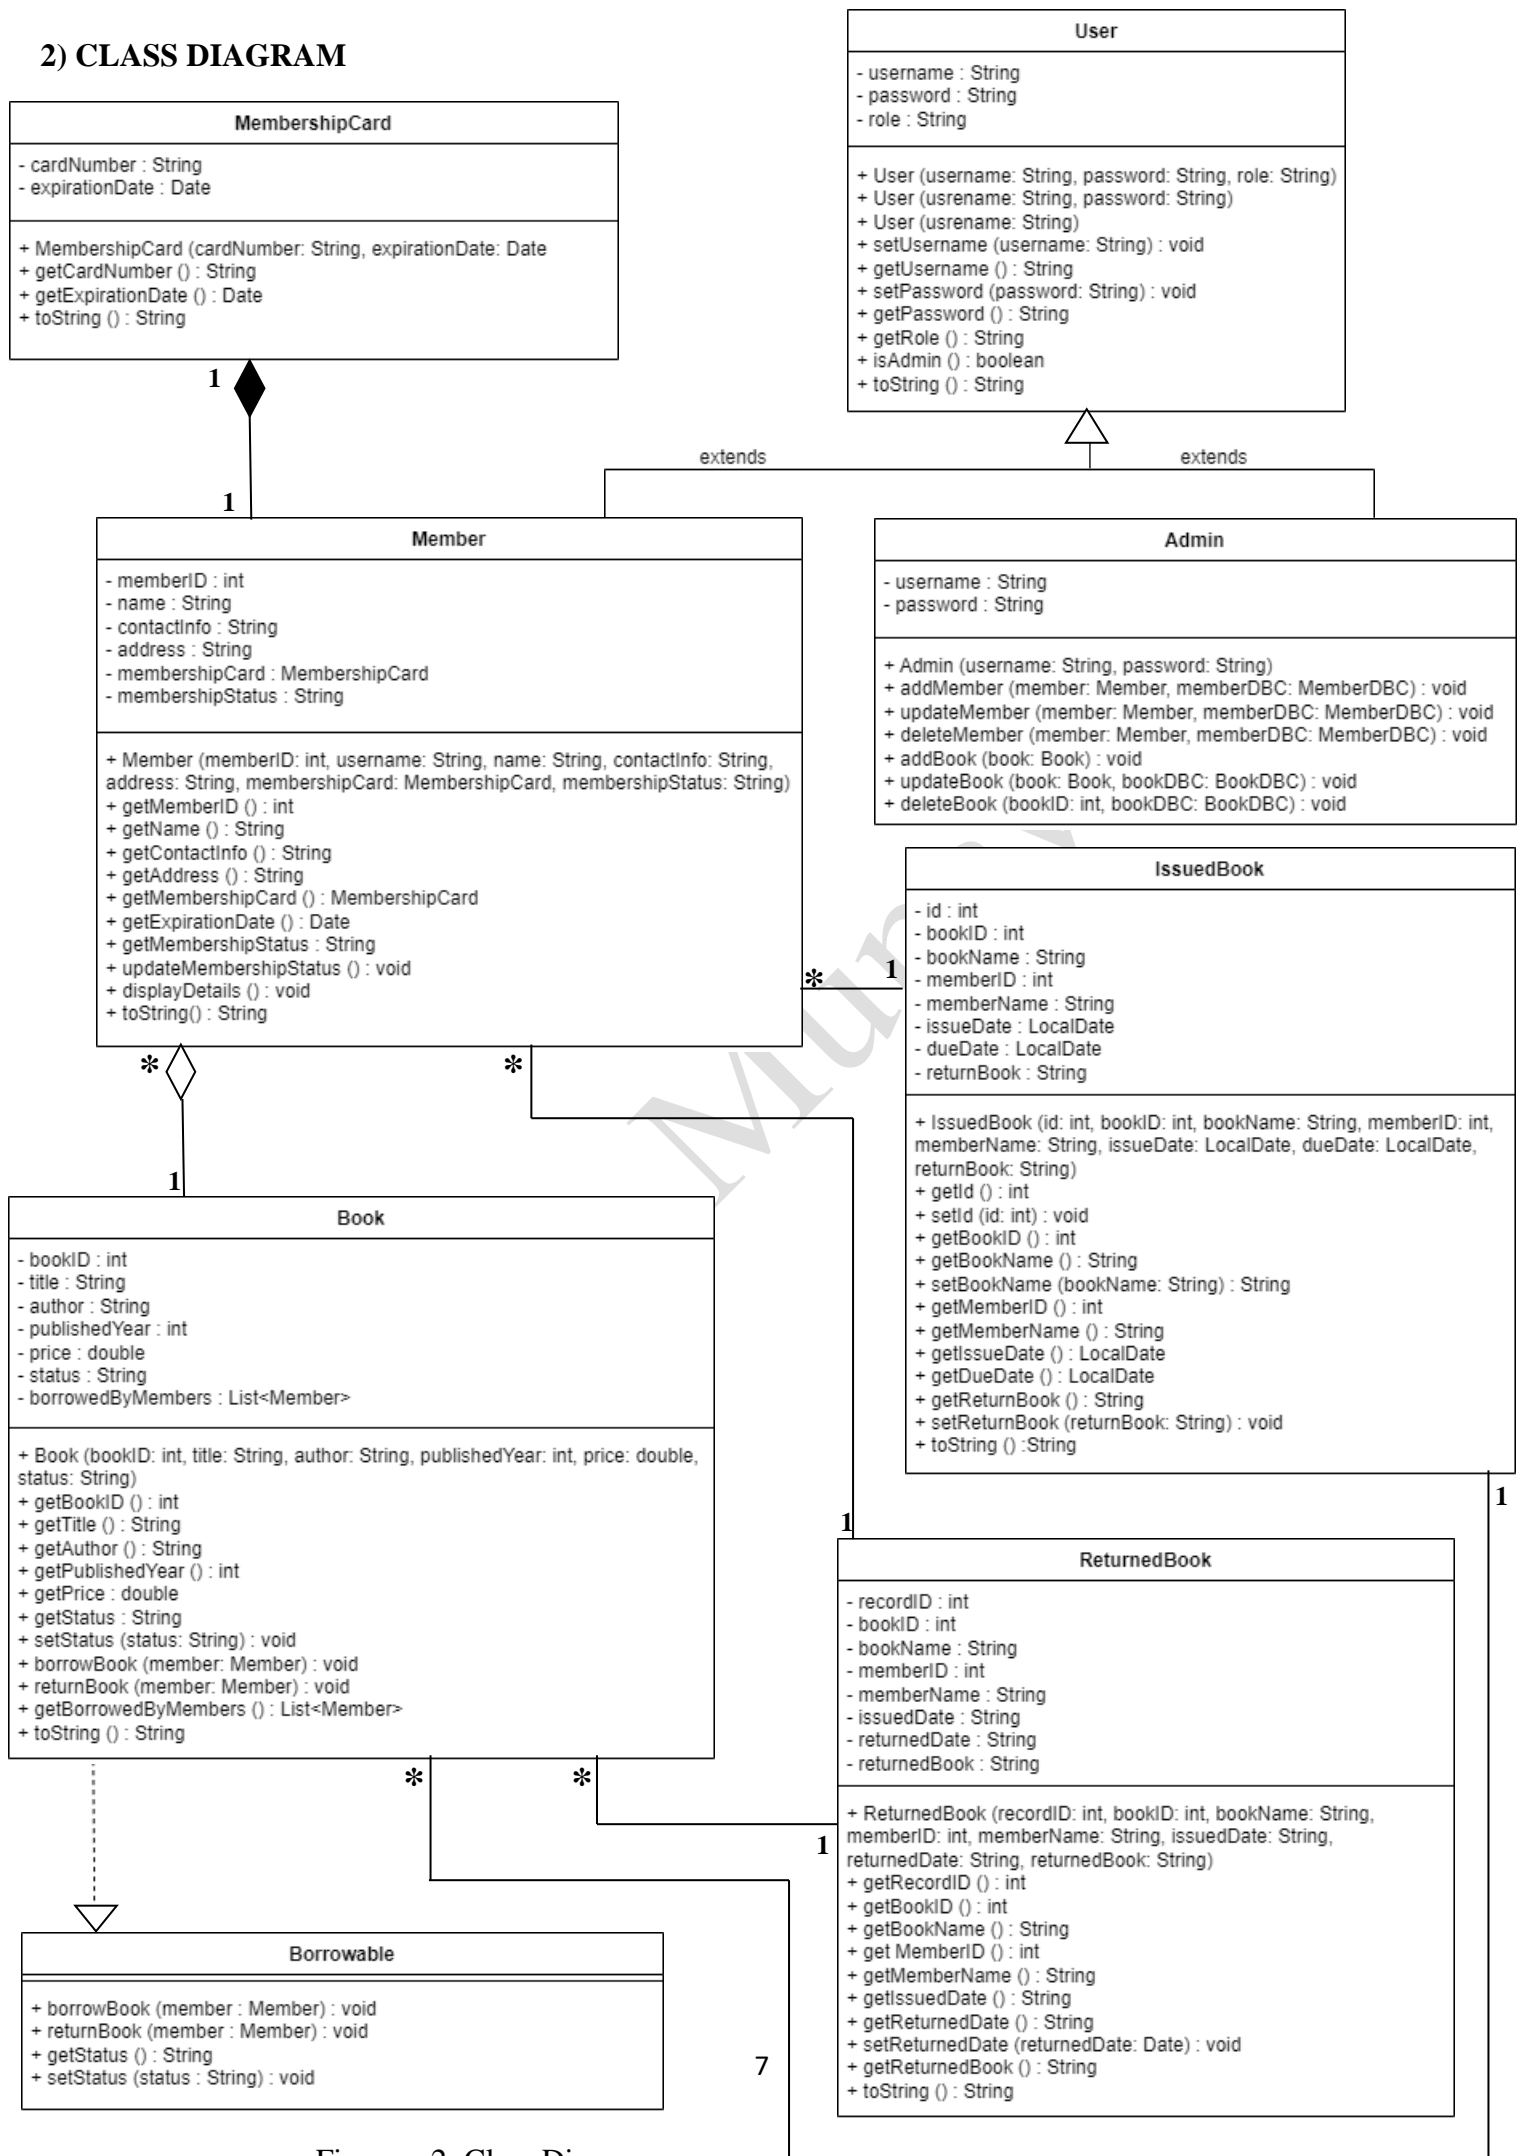 2) CLASS DIAGRAM
MembershipCard
- cardNumber : String
- expirationDate : Date
+ MembershipCard (cardNumber: String, expirationDate: Date
+ getCardNumber () : String
+ getExpirationDate () : Date
+ toString () : String
1
1
User
- username : String
- password : String
- role : String
+ User (username: String, password: String, role: String)
+ User (usrename: String, password: String)
+ User (usrename: String)
+ setUsername (username: String) : void
+ getUsername () : String
+ setPassword (password: String) : void
+ getPassword () : String
+ getRole () : String
+ isAdmin () : boolean
+ toString () : String
extends
extends
Member
- memberID : int
- name : String
- contactInfo : String
- address : String
- membershipCard : MembershipCard
- membershipStatus : String
+ Member (memberID: int, username: String, name: String, contactInfo: String,
address: String, membershipCard: MembershipCard, membershipStatus: String)
+ getMemberID () : int
+ getName () : String
+ getContactInfo () : String
+ getAddress () : String
+ getMembershipCard () : MembershipCard
+ getExpirationDate () : Date
+ getMembershipStatus : String
+ updateMembershipStatus () : void
+ displayDetails () : void
+ toString() : String
Admin
- username : String
- password : String
+ Admin (username: String, password: String)
+ addMember (member: Member, memberDBC: MemberDBC) : void
+ updateMember (member: Member, memberDBC: MemberDBC) : void
+ deleteMember (member: Member, memberDBC: MemberDBC) : void
+ addBook (book: Book) : void
+ updateBook (book: Book, bookDBC: BookDBC) : void
+ deleteBook (bookID: int, bookDBC: BookDBC) : void
* 1
IssuedBook
- id : int
- bookID : int
- bookName : String
- memberID : int
- memberName : String
- issueDate : LocalDate
- dueDate : LocalDate
- returnBook : String
+ IssuedBook (id: int, bookID: int, bookName: String, memberID: int,
memberName: String, issueDate: LocalDate, dueDate: LocalDate,
returnBook: String)
+ getId () : int
+ setId (id: int) : void
+ getBookID () : int
+ getBookName () : String
+ setBookName (bookName: String) : String
+ getMemberID () : int
+ getMemberName () : String
+ getIssueDate () : LocalDate
+ getDueDate () : LocalDate
+ getReturnBook () : String
+ setReturnBook (returnBook: String) : void
+ toString () :String
1
* *
1
Book
- bookID : int
- title : String
- author : String
- publishedYear : int
- price : double
- status : String
- borrowedByMembers : List<Member>
+ Book (bookID: int, title: String, author: String, publishedYear: int, price: double,
status: String)
+ getBookID () : int
+ getTitle () : String
+ getAuthor () : String
+ getPublishedYear () : int
+ getPrice : double
+ getStatus : String
+ setStatus (status: String) : void
+ borrowBook (member: Member) : void
+ returnBook (member: Member) : void
+ getBorrowedByMembers () : List<Member>
+ toString () : String
* *
1
ReturnedBook
- recordID : int
- bookID : int
- bookName : String
- memberID : int
- memberName : String
- issuedDate : String
- returnedDate : String
- returnedBook : String
+ ReturnedBook (recordID: int, bookID: int, bookName: String,
memberID: int, memberName: String, issuedDate: String,
returnedDate: String, returnedBook: String)
+ getRecordID () : int
+ getBookID () : int
+ getBookName () : String
+ get MemberID () : int
+ getMemberName () : String
+ getIssuedDate () : String
+ getReturnedDate () : String
+ setReturnedDate (returnedDate: Date) : void
+ getReturnedBook () : String
+ toString () : String
1
Borrowable
+ borrowBook (member : Member) : void
+ returnBook (member : Member) : void
+ getStatus () : String
+ setStatus (status : String) : void
7